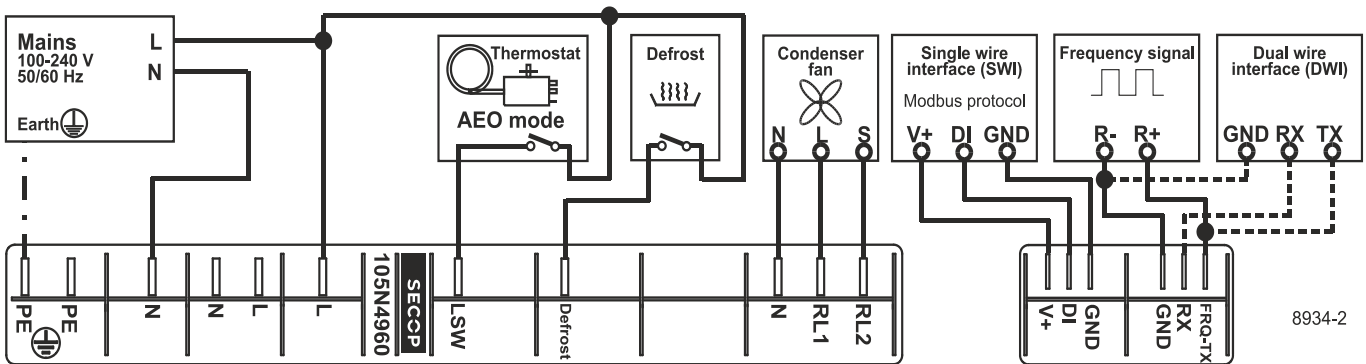 Mains
100-240 V
50/60 Hz
L
N
Earth
Thermostat
AEO mode
Defrost
Condenser
fan
N L S
Single wire
interface (SWI)
Modbus protocol
V+ DI GND
Frequency signal
R- R+
Dual wire
interface (DWI)
GND RX TX
PE
PE
N
N
L
L
105N4960
SECOP
LSW
Defrost
N
RL1
RL2
V+
DI
GND
GND
RX
FRQ-TX
8934-2